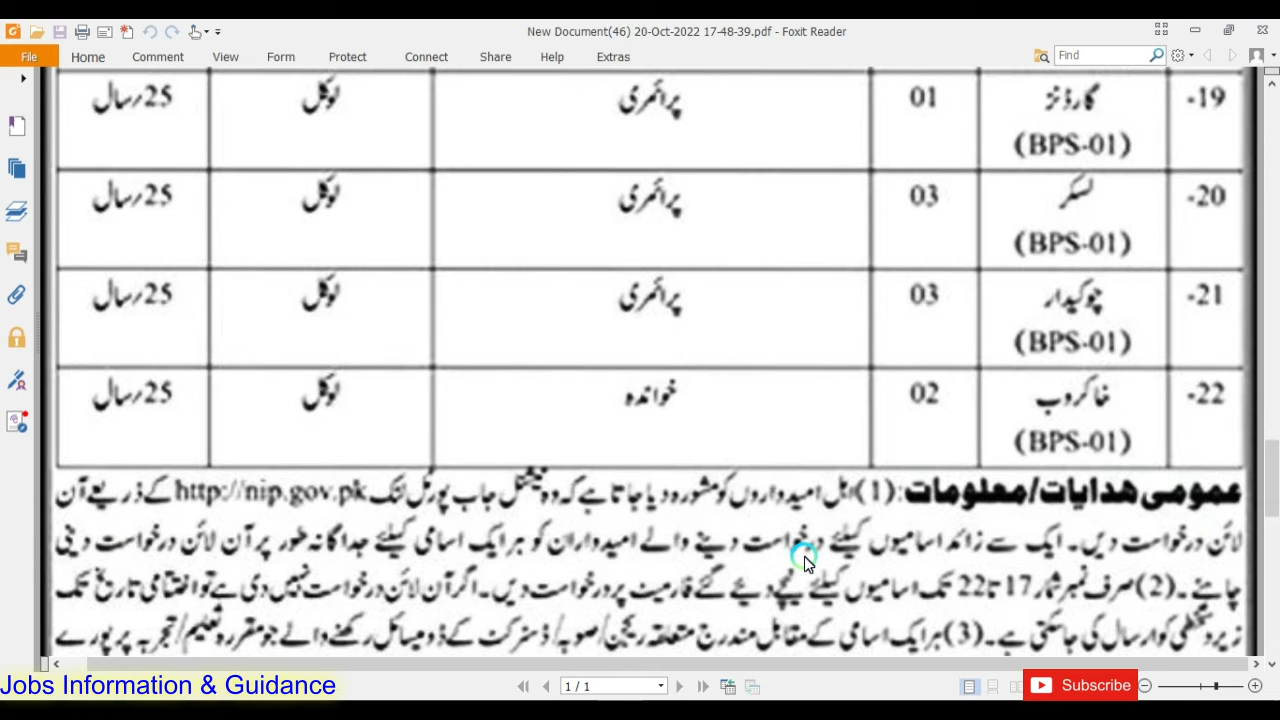 New Document(46) 20-Oct-2022 17-48-39.pdf - Foxit Reader
File Home Comment View Form Protect Connect Share Help Extras
Find
19- گارڈنر 01 پرائمری لوکل 25؍سال
(BPS-01)
20- لسکر 03 پرائمری لوکل 25؍سال
(BPS-01)
21- چوکیدار 03 پرائمری لوکل 25؍سال
(BPS-01)
22- خاکروب 02 خواندہ لوکل 25؍سال
(BPS-01)
عمومی ھدایات/معلومات: (1)اہل امیدواروں کو مشورہ دیا جاتا ہے کہ وہ نیشنل جاب پورٹل لنک http://njp.gov.pk کے ذریعے آن
لائن درخواست دیں۔ ایک سے زائد اسامیوں کیلئے درخواست دینے والے امیدواران کو ہر ایک اسامی کیلئے جداگانہ طور پر آن لائن درخواست دینی
چاہئے۔ (2)صرف نمبر شمار 17 تا 22 تک اسامیوں کیلئے نیچے دیئے گئے فارمیٹ پر درخواست دیں۔ اگر آن لائن درخواست نہیں دی ہے تو اختتامی تاریخ تک
زیر دستخطی کو ارسال کی جاسکتی ہے۔ (3)ہر ایک اسامی کے مقابل مندرج متعلقہ ریجن/صوبہ/ڈسٹرکٹ کے ڈومیسائل رکھنے والے جو مقررہ تعلیم/تجربہ پر پورے
Jobs Information & Guidance
1 / 1
Subscribe